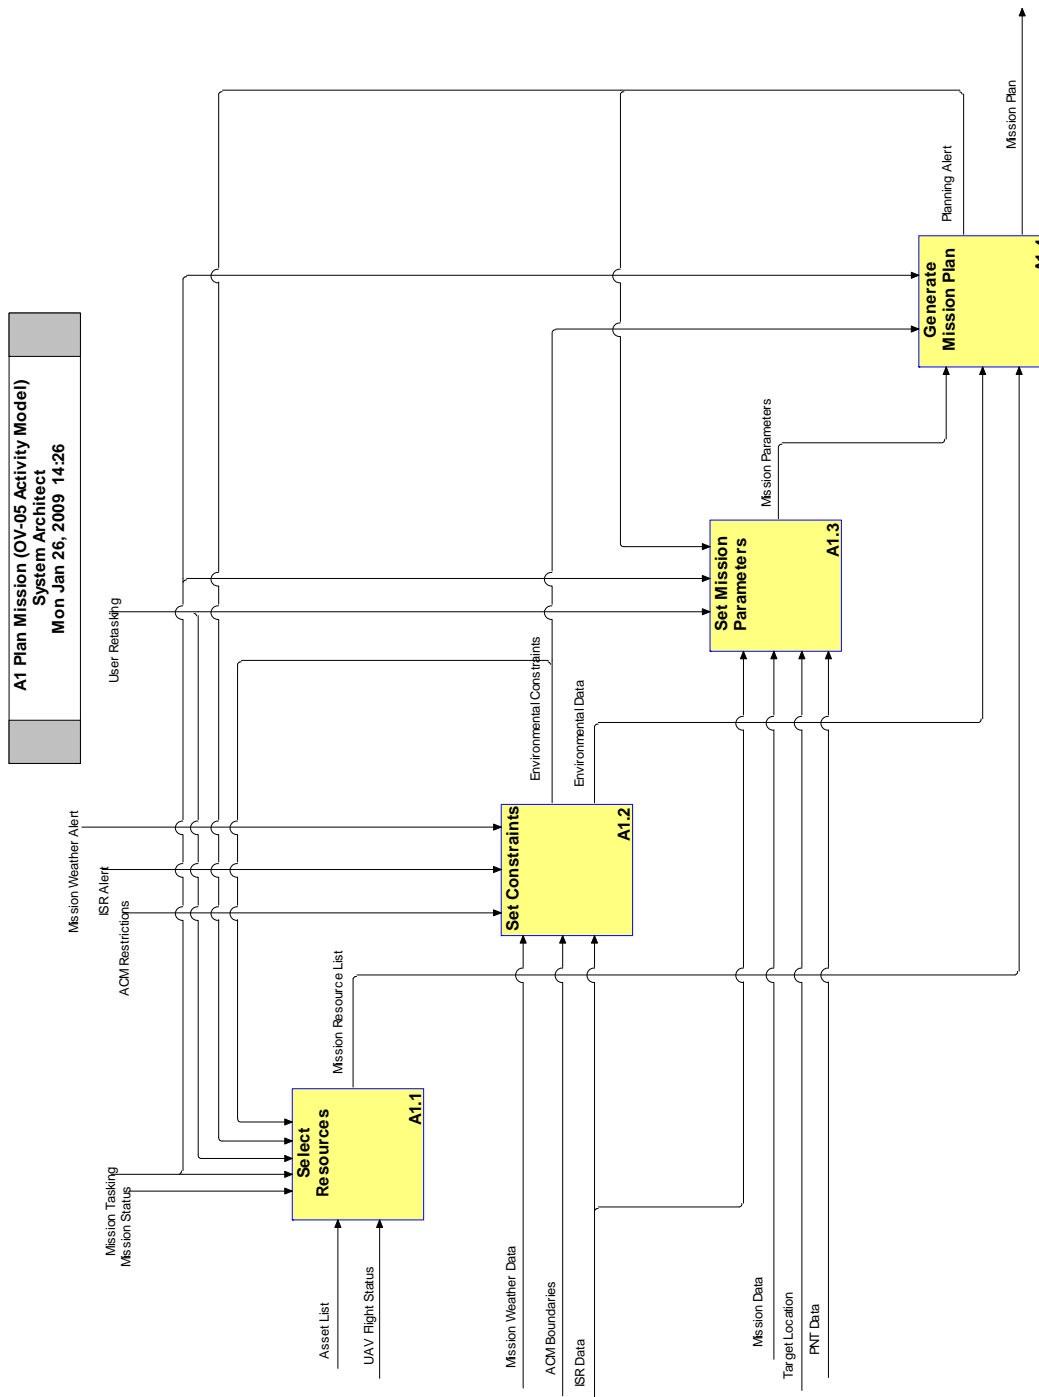 A1 Plan Mission (OV-05 Activity Model)
System Architect
Mon Jan 26, 2009 14:26
Mission Tasking
Mission Status
ACM Restrictions
ISR Alert
Mission Weather Alert
User Retasking
Asset List
UAV Flight Status
Select
Resources
A1.1
Mission Resource List
Mission Weather Data
ACM Boundaries
ISR Data
Set Constraints
A1.2
Environmental Constraints
Environmental Data
Mission Data
Target Location
PNT Data
Set Mission
Parameters
A1.3
Mission Parameters
Generate
Mission Plan
Planning Alert
Mission Plan